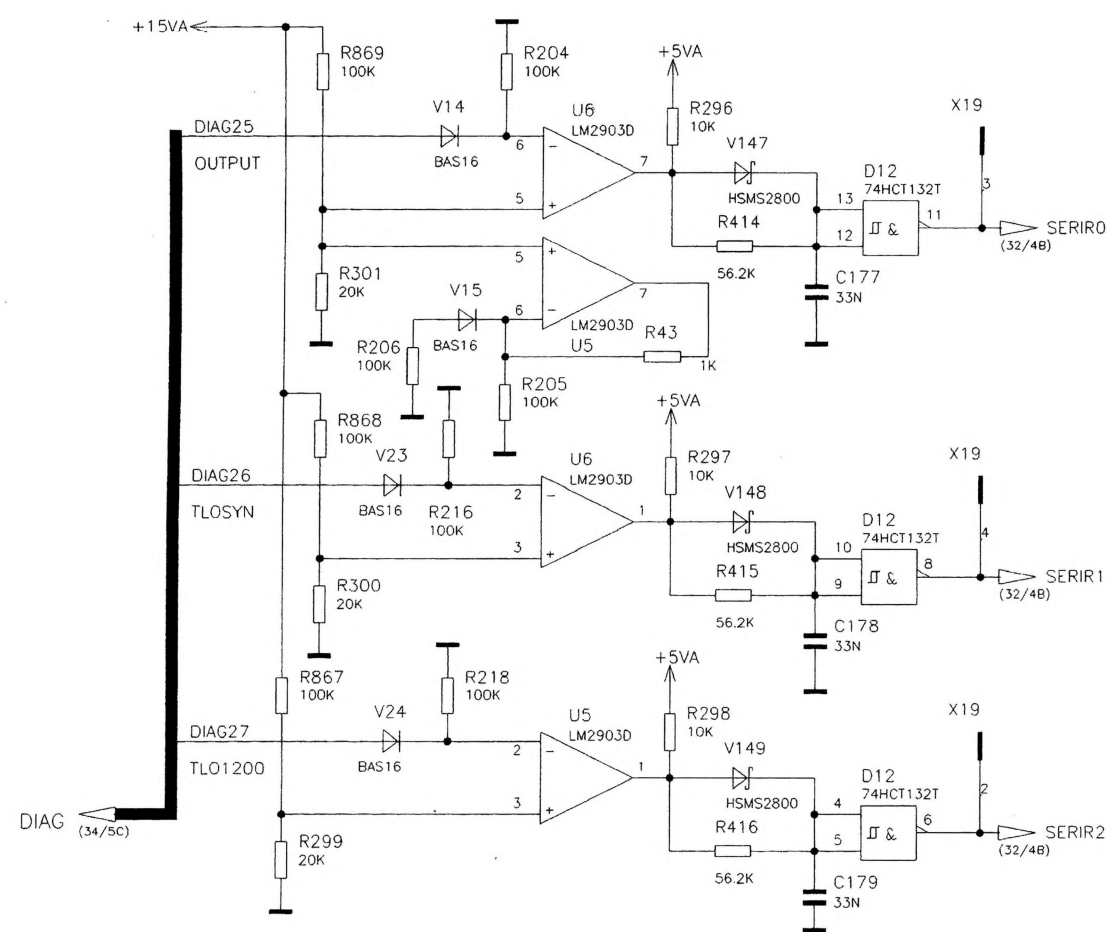 +15VA
R869
100K
R204
100K
+5VA
R296
10K
X19
DIAG25
OUTPUT
V14
BAS16
U6
LM2903D
6
−
5
+
7
V147
HSMS2800
R414
56.2K
D12
74HCT132T
13
12
&
11
3
SERIR0
(32/4B)
C177
33N
R301
20K
5
+
6
−
7
LM2903D
U5
V15
BAS16
R206
100K
R43
1K
R205
100K
R868
100K
+5VA
R297
10K
X19
DIAG26
TLOSYN
V23
BAS16
R216
100K
U6
LM2903D
2
−
3
+
1
V148
HSMS2800
R415
56.2K
D12
74HCT132T
10
9
&
8
4
SERIR1
(32/4B)
C178
33N
R300
20K
R867
100K
R218
100K
+5VA
R298
10K
X19
DIAG27
TLO1200
V24
BAS16
U5
LM2903D
2
−
3
+
1
V149
HSMS2800
R416
56.2K
D12
74HCT132T
4
5
&
6
2
SERIR2
(32/4B)
C179
33N
DIAG
(34/5C)
R299
20K